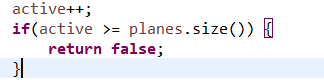 active++;
if(active >= planes.size()) {
    return false;
}